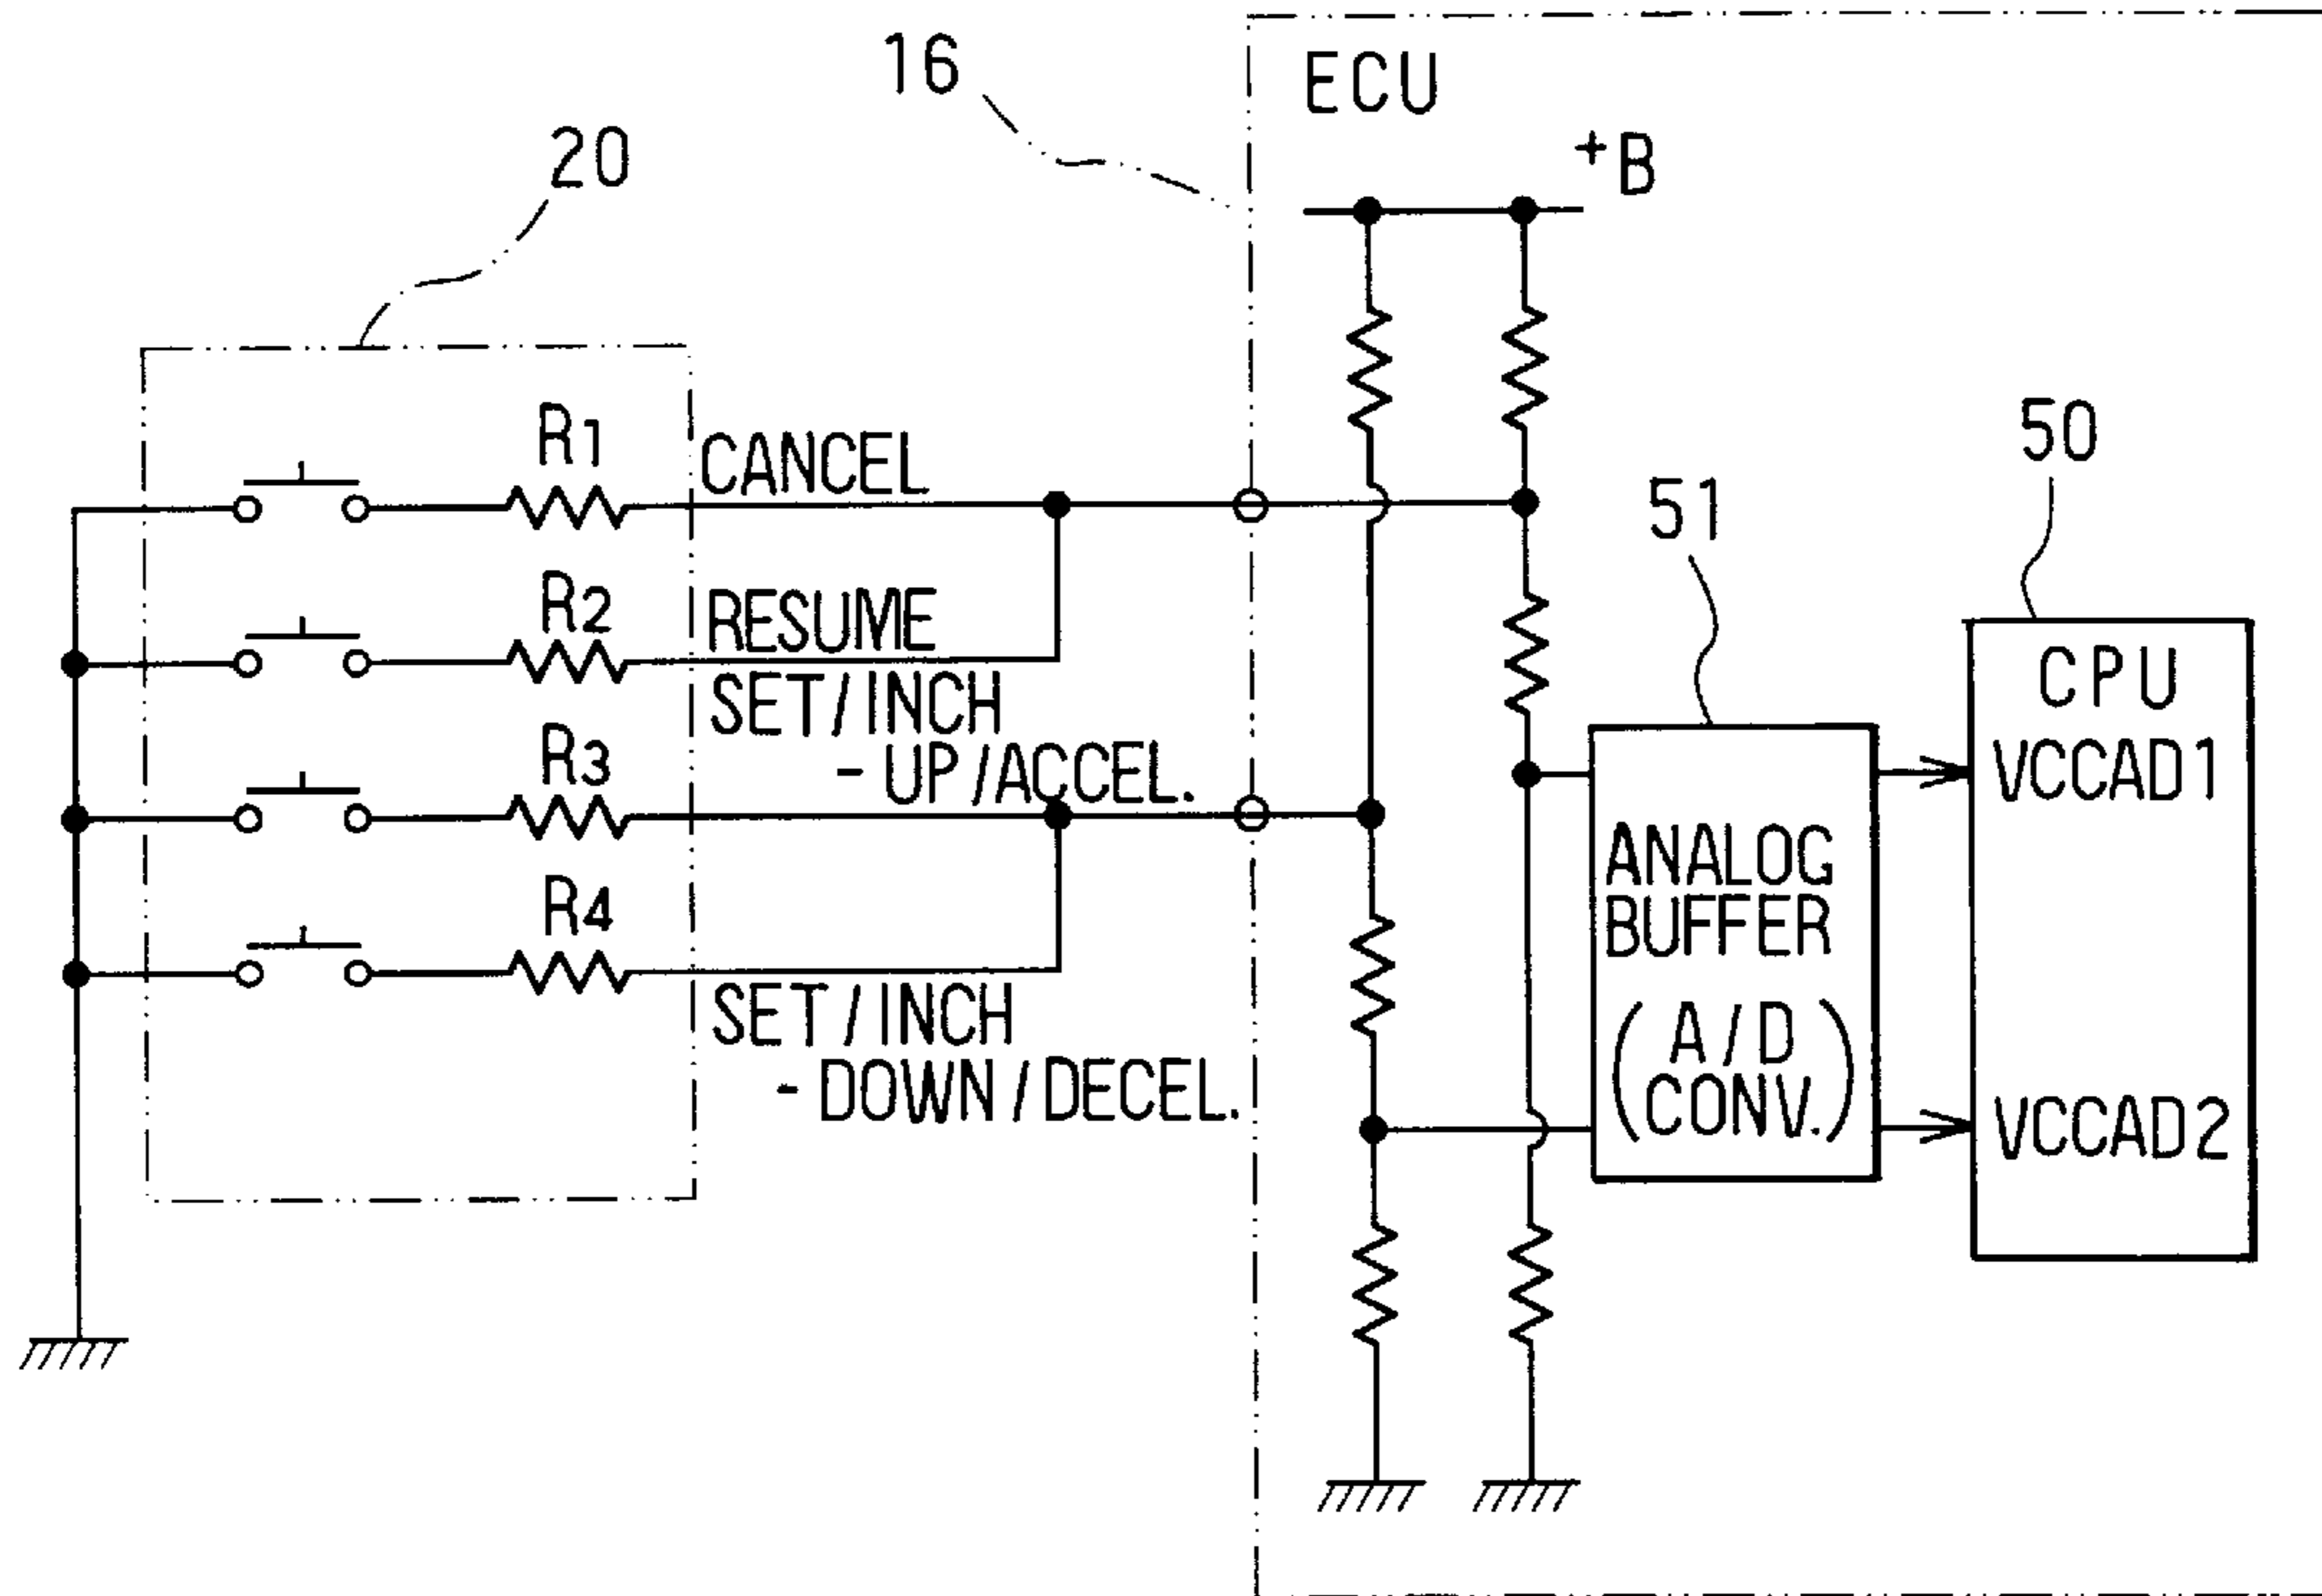 16
ECU
+B
20
R1
CANCEL
50
51
R2
RESUME
SET/INCH
- UP/ACCEL.
R3
CPU
VCCAD1
ANALOG
BUFFER
(A/D
CONV.)
R4
SET/INCH
- DOWN/DECEL.
VCCAD2